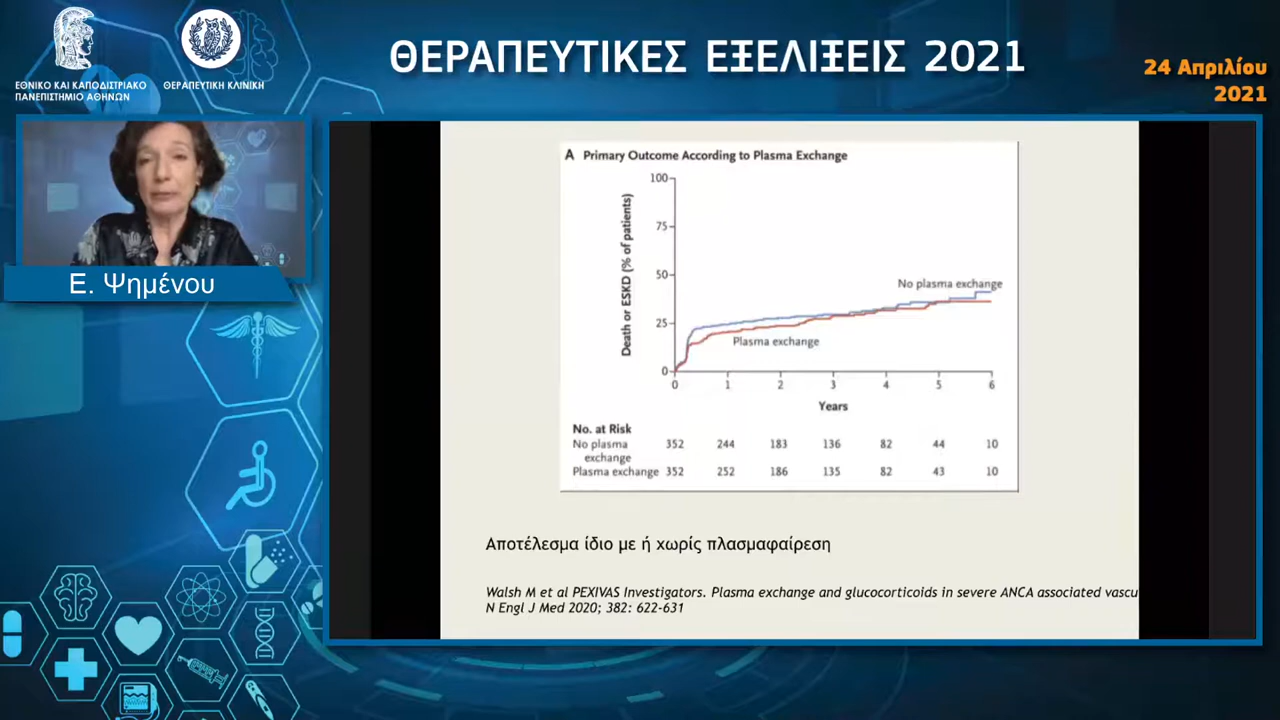 ΕΘΝΙΚΟ ΚΑΙ ΚΑΠΟΔΙΣΤΡΙΑΚΟ
ΠΑΝΕΠΙΣΤΗΜΙΟ ΑΘΗΝΩΝ
ΘΕΡΑΠΕΥΤΙΚΗ ΚΛΙΝΙΚΗ
ΘΕΡΑΠΕΥΤΙΚΕΣ ΕΞΕΛΙΞΕΙΣ 2021
24 Απριλίου
2021
Ε. Ψημένου
A Primary Outcome According to Plasma Exchange
Death or ESKD (% of patients)
100
75
50
25
0
No plasma exchange
Plasma exchange
0 1 2 3 4 5 6
Years
No. at Risk
No plasma
exchange 352 244 183 136 82 44 10
Plasma exchange 352 252 186 135 82 43 10
Αποτέλεσμα ίδιο με ή χωρίς πλασμαφαίρεση
Walsh M et al PEXIVAS Investigators. Plasma exchange and glucocorticoids in severe ANCA associated vascu
N Engl J Med 2020; 382: 622-631